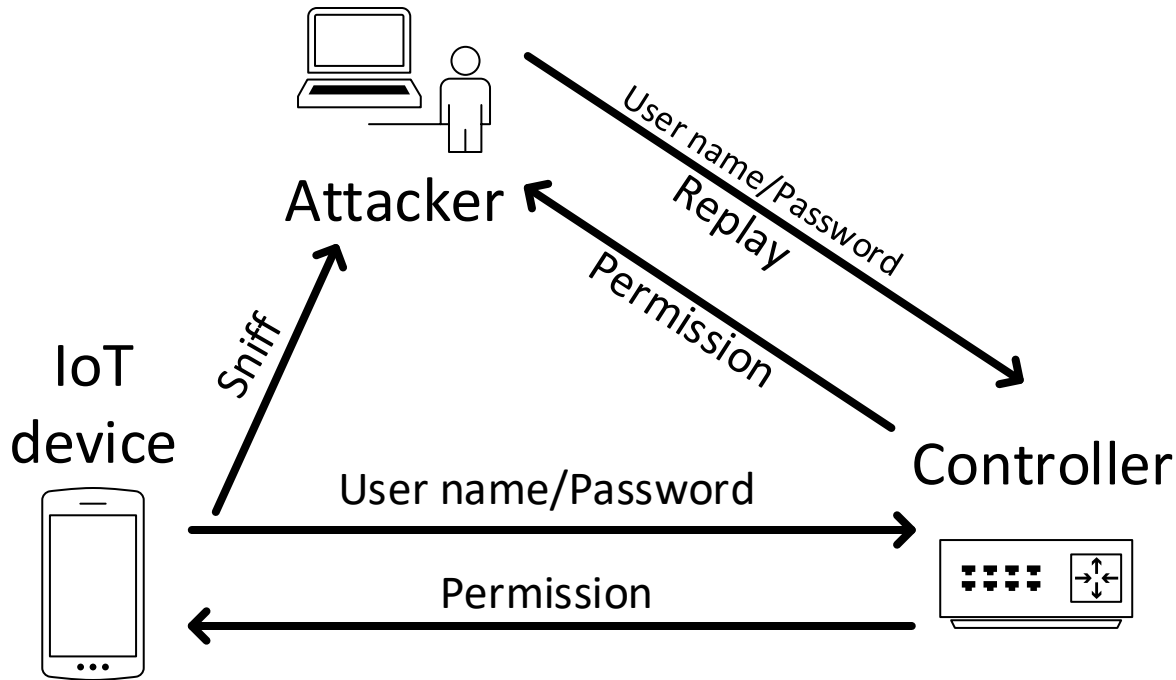 Attacker
User name/Password
Replay
Permission
Sniff
IoT
device
Controller
User name/Password
Permission